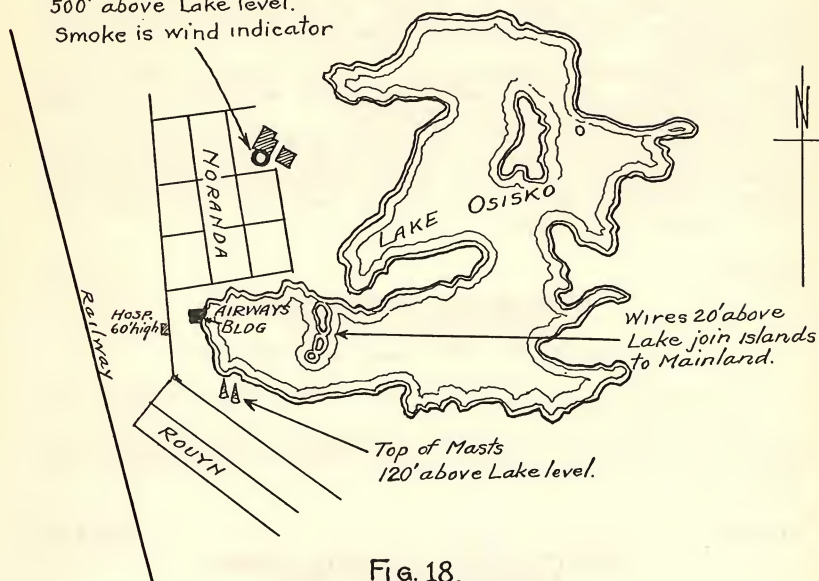 500' above Lake level.
Smoke is wind indicator
N
NORANDA
LAKE OSISKO
Railway
HOSP.
60' high
AIRWAYS
BLDG
Wires 20' above
Lake join Islands
to Mainland.
ROUYN
Top of Masts
120' above Lake level.
FIG. 18.